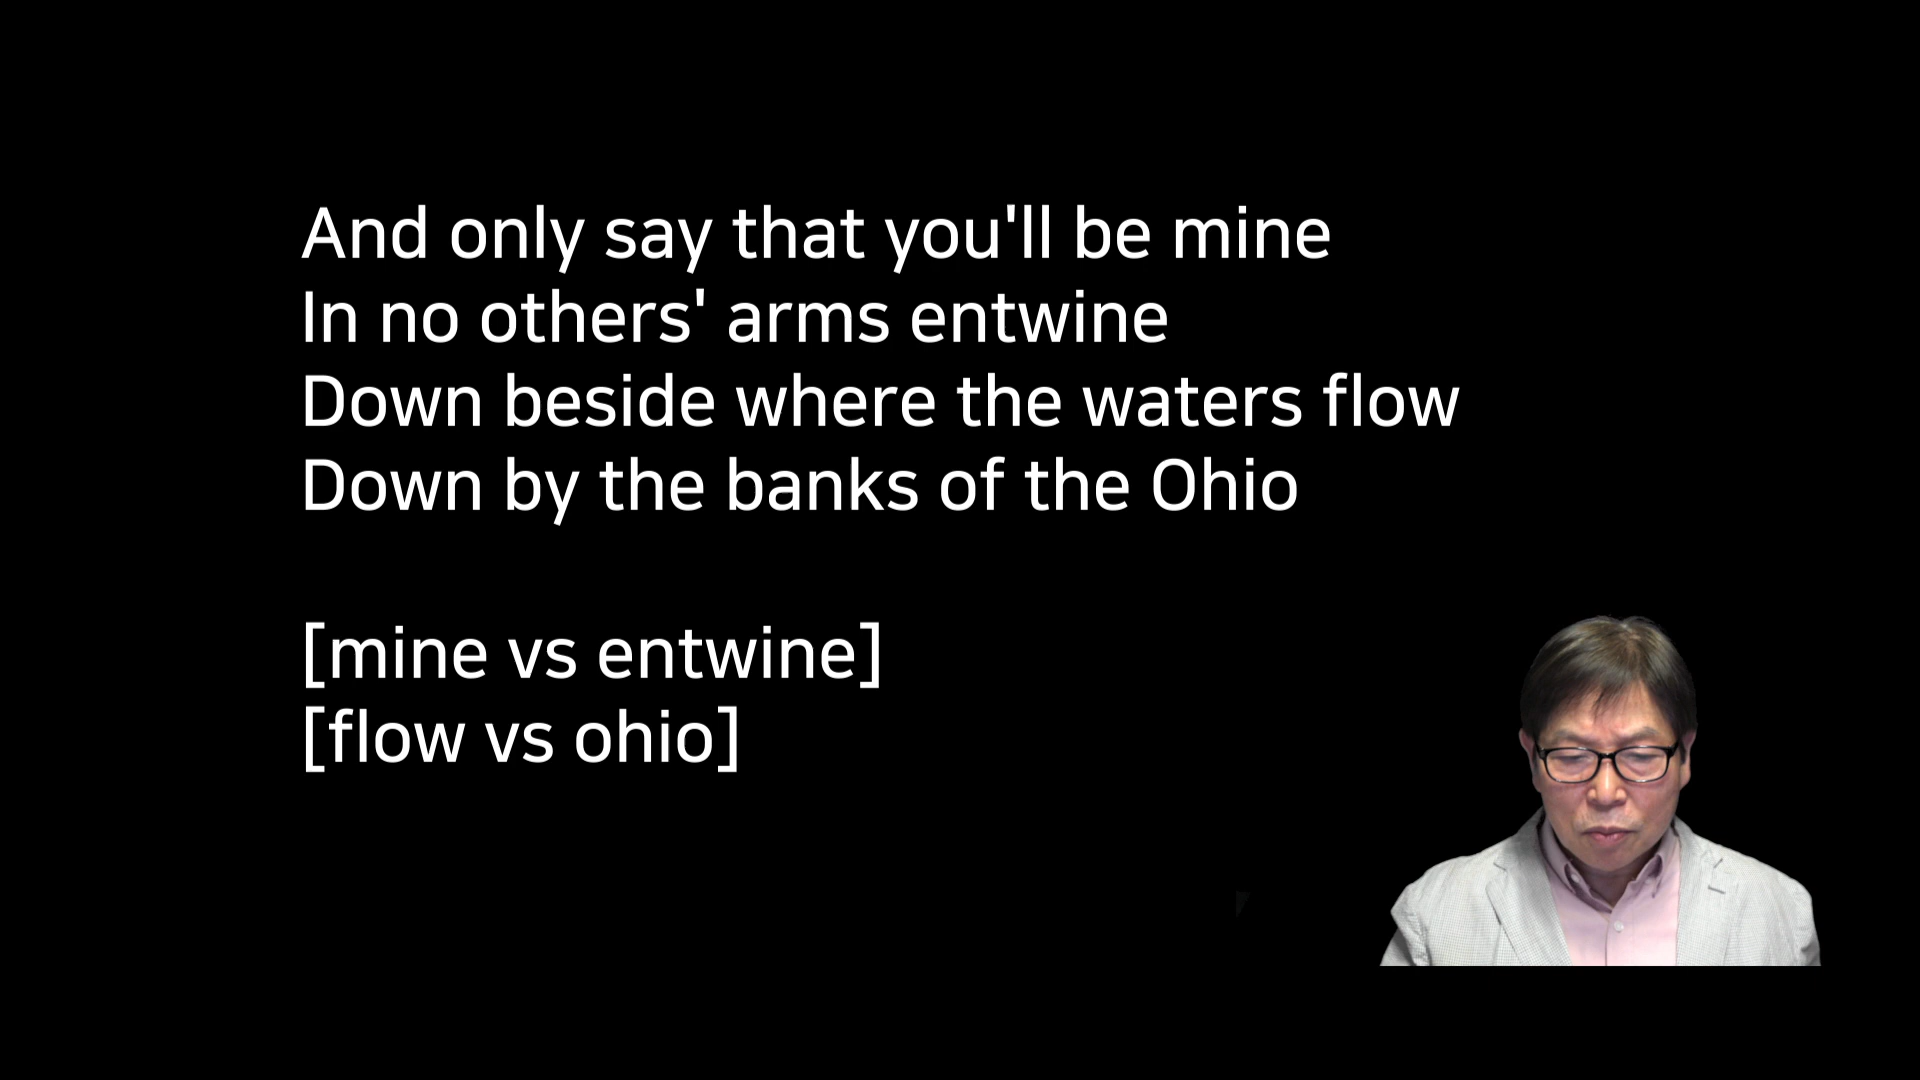 And only say that you'll be mine
In no others' arms entwine
Down beside where the waters flow
Down by the banks of the Ohio
[mine vs entwine]
[flow vs ohio]